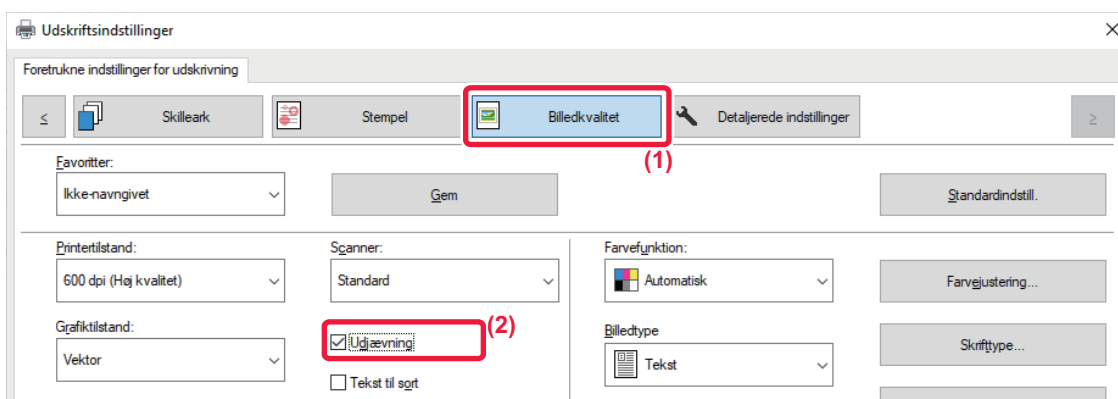 Udskriftsindstillinger
Foretrukne indstillinger for udskrivning
< Skilleark Stempel Billedkvalitet Detaljerede indstillinger >
(1)
Favoritter:
Ikke-navngivet Gem Standardindstill.
Printertilstand: Scanner: Farvefunktion:
600 dpi (Høj kvalitet) Standard Automatisk Farvejustering...
Grafiktilstand: (2) Billedtype
Vektor Udjævning Tekst Skrifttype...
Tekst til sort